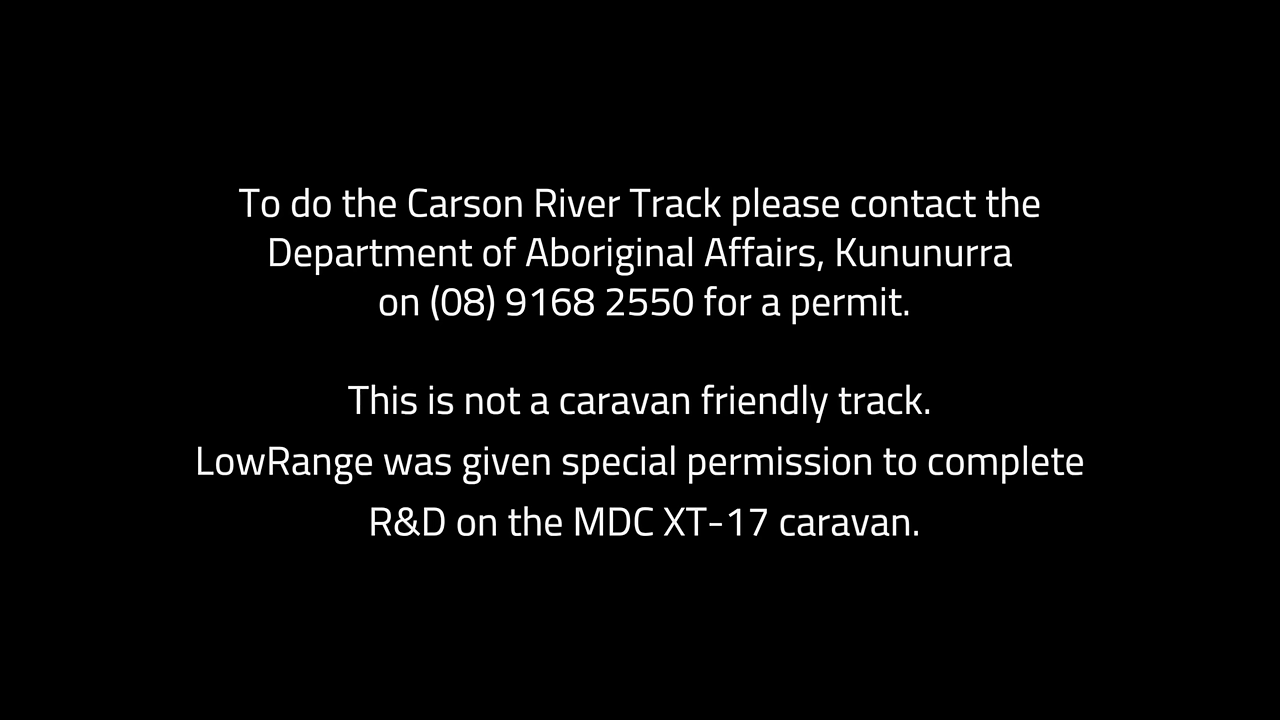 To do the Carson River Track please contact the
Department of Aboriginal Affairs, Kununurra
on (08) 9168 2550 for a permit.
This is not a caravan friendly track.
LowRange was given special permission to complete
R&D on the MDC XT-17 caravan.